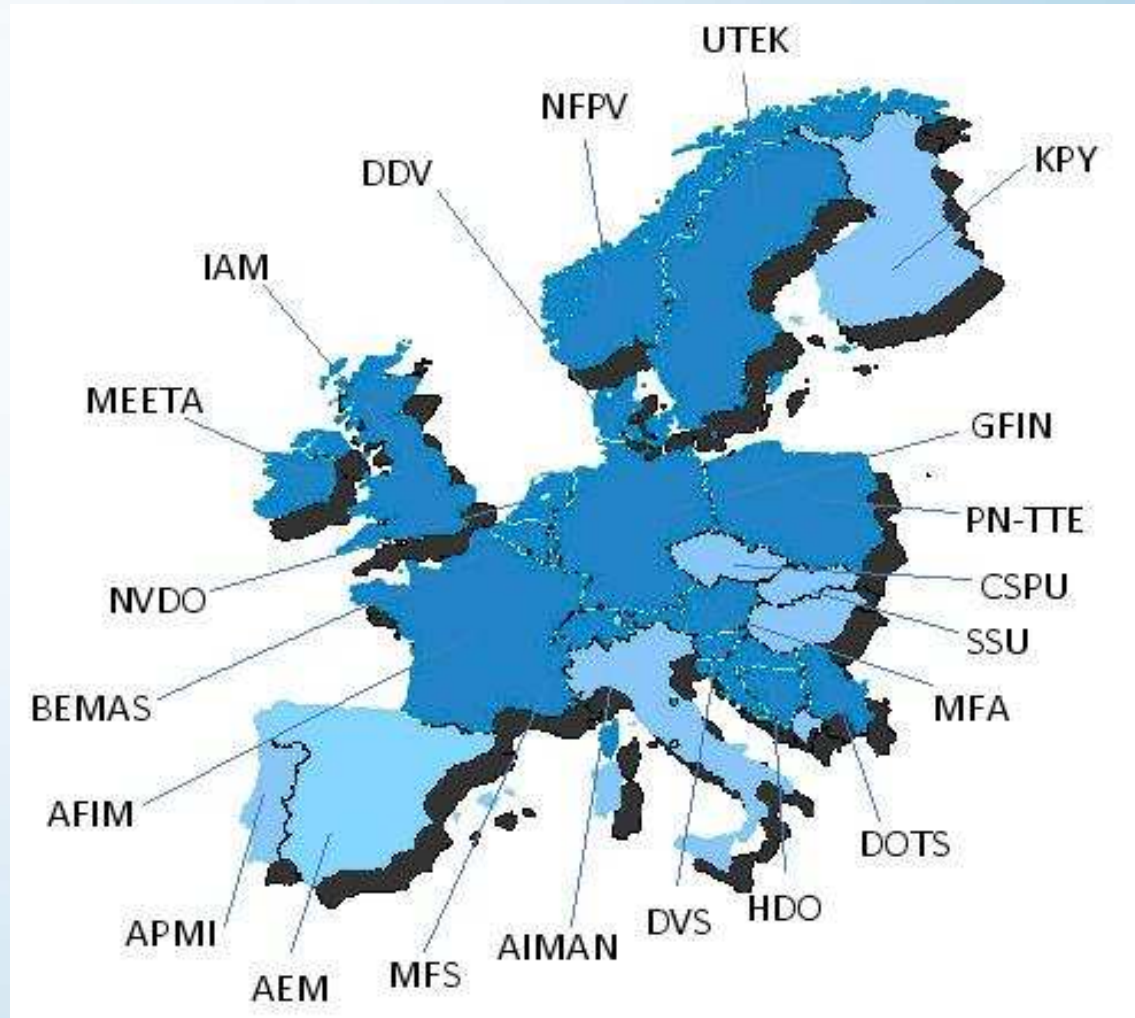 UTEK
NFPV
DDV
KPY
IAM
MEETA
GFIN
PN-TTE
NVDO
CSPU
SSU
BEMAS
MFA
AFIM
DOTS
APMI
AEM
MFS
AIMAN
DVS
HDO